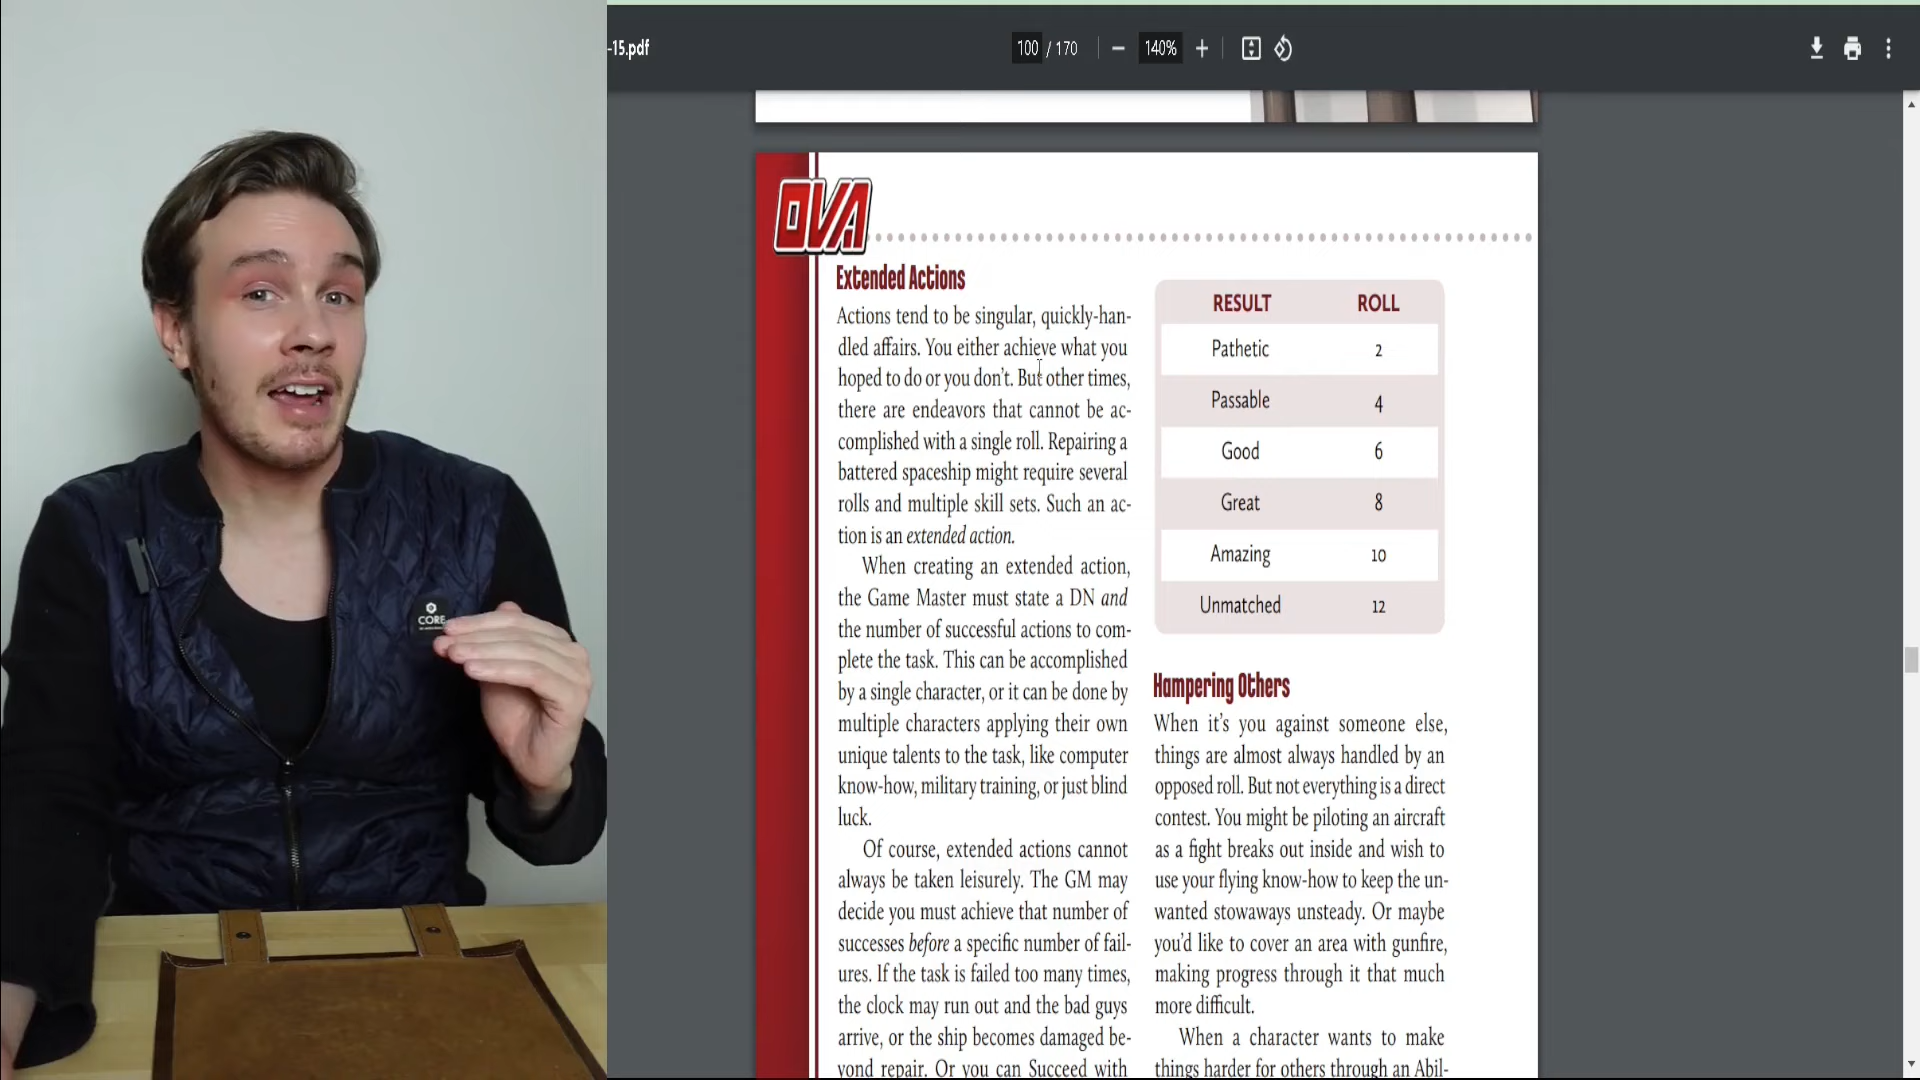 -15.pdf
100 / 170
140%
OVA
Extended Actions
Actions tend to be singular, quickly-han-
dled affairs. You either achieve what you
hoped to do or you don't. But other times,
there are endeavors that cannot be ac-
complished with a single roll. Repairing a
battered spaceship might require several
rolls and multiple skill sets. Such an ac-
tion is an extended action.
When creating an extended action,
the Game Master must state a DN and
the number of successful actions to com-
plete the task. This can be accomplished
by a single character, or it can be done by
multiple characters applying their own
unique talents to the task, like computer
know-how, military training, or just blind
luck.
Of course, extended actions cannot
always be taken leisurely. The GM may
decide you must achieve that number of
successes before a specific number of fail-
ures. If the task is failed too many times,
the clock may run out and the bad guys
arrive, or the ship becomes damaged be-
yond repair. Or you can Succeed with
RESULT ROLL
Pathetic 2
Passable 4
Good 6
Great 8
Amazing 10
Unmatched 12
Hampering Others
When it's you against someone else,
things are almost always handled by an
opposed roll. But not everything is a direct
contest. You might be piloting an aircraft
as a fight breaks out inside and wish to
use your flying know-how to keep the un-
wanted stowaways unsteady. Or maybe
you'd like to cover an area with gunfire,
making progress through it that much
more difficult.
When a character wants to make
things harder for others through an Abil-
CORE